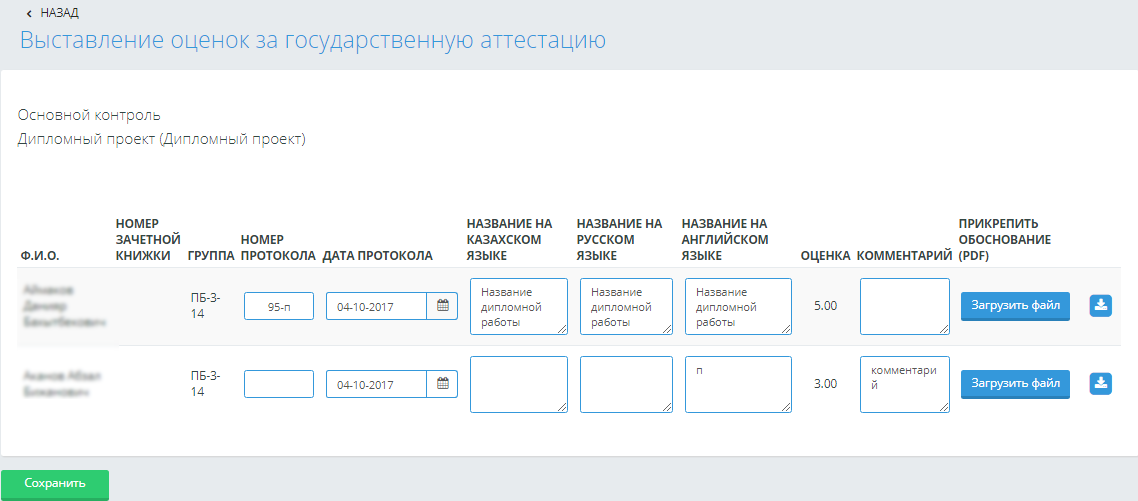 НАЗАД
Выставление оценок за государственную аттестацию
Основной контроль
Дипломный проект (Дипломный проект)
Ф.И.О.
НОМЕР
ЗАЧЕТНОЙ
КНИЖКИ
ГРУППА
НОМЕР
ПРОТОКОЛА
ДАТА ПРОТОКОЛА
НАЗВАНИЕ НА
КАЗАХСКОМ
ЯЗЫКЕ
НАЗВАНИЕ НА
РУССКОМ
ЯЗЫКЕ
НАЗВАНИЕ НА
АНГЛИЙСКОМ
ЯЗЫКЕ
ОЦЕНКА
КОММЕНТАРИЙ
ПРИКРЕПИТЬ
ОБОСНОВАНИЕ
(PDF)
ПБ-3-
14
95-п
04-10-2017
Название
дипломной
работы
Название
дипломной
работы
Название
дипломной
работы
5.00
Загрузить файл
ПБ-3-
14
04-10-2017
п
3.00
комментари
й
Загрузить файл
Сохранить